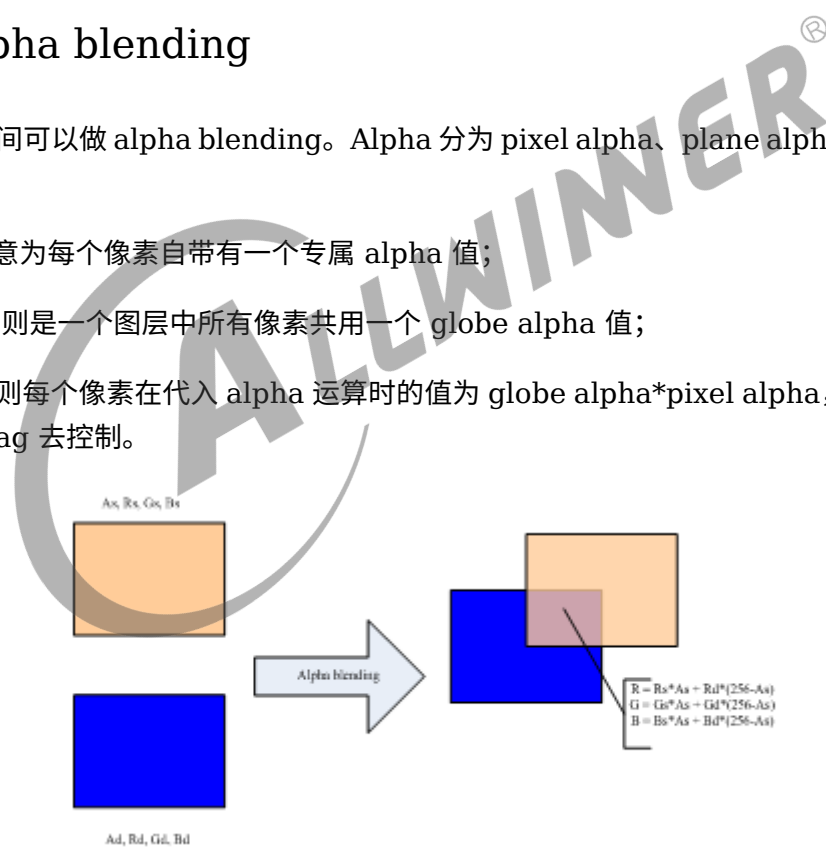 pha blending
间可以做 alpha blending。Alpha 分为 pixel alpha、plane alph
意为每个像素自带有一个专属 alpha 值；
则是一个图层中所有像素共用一个 globe alpha 值；
则每个像素在代入 alpha 运算时的值为 globe alpha*pixel alpha，
ag 去控制。
ALLWINNER®
As, Rs, Gs, Bs
Alpha blending
R = Rs*As + Rd*(256-As)
G = Gs*As + Gd*(256-As)
B = Bs*As + Bd*(256-As)
Ad, Rd, Gd, Bd